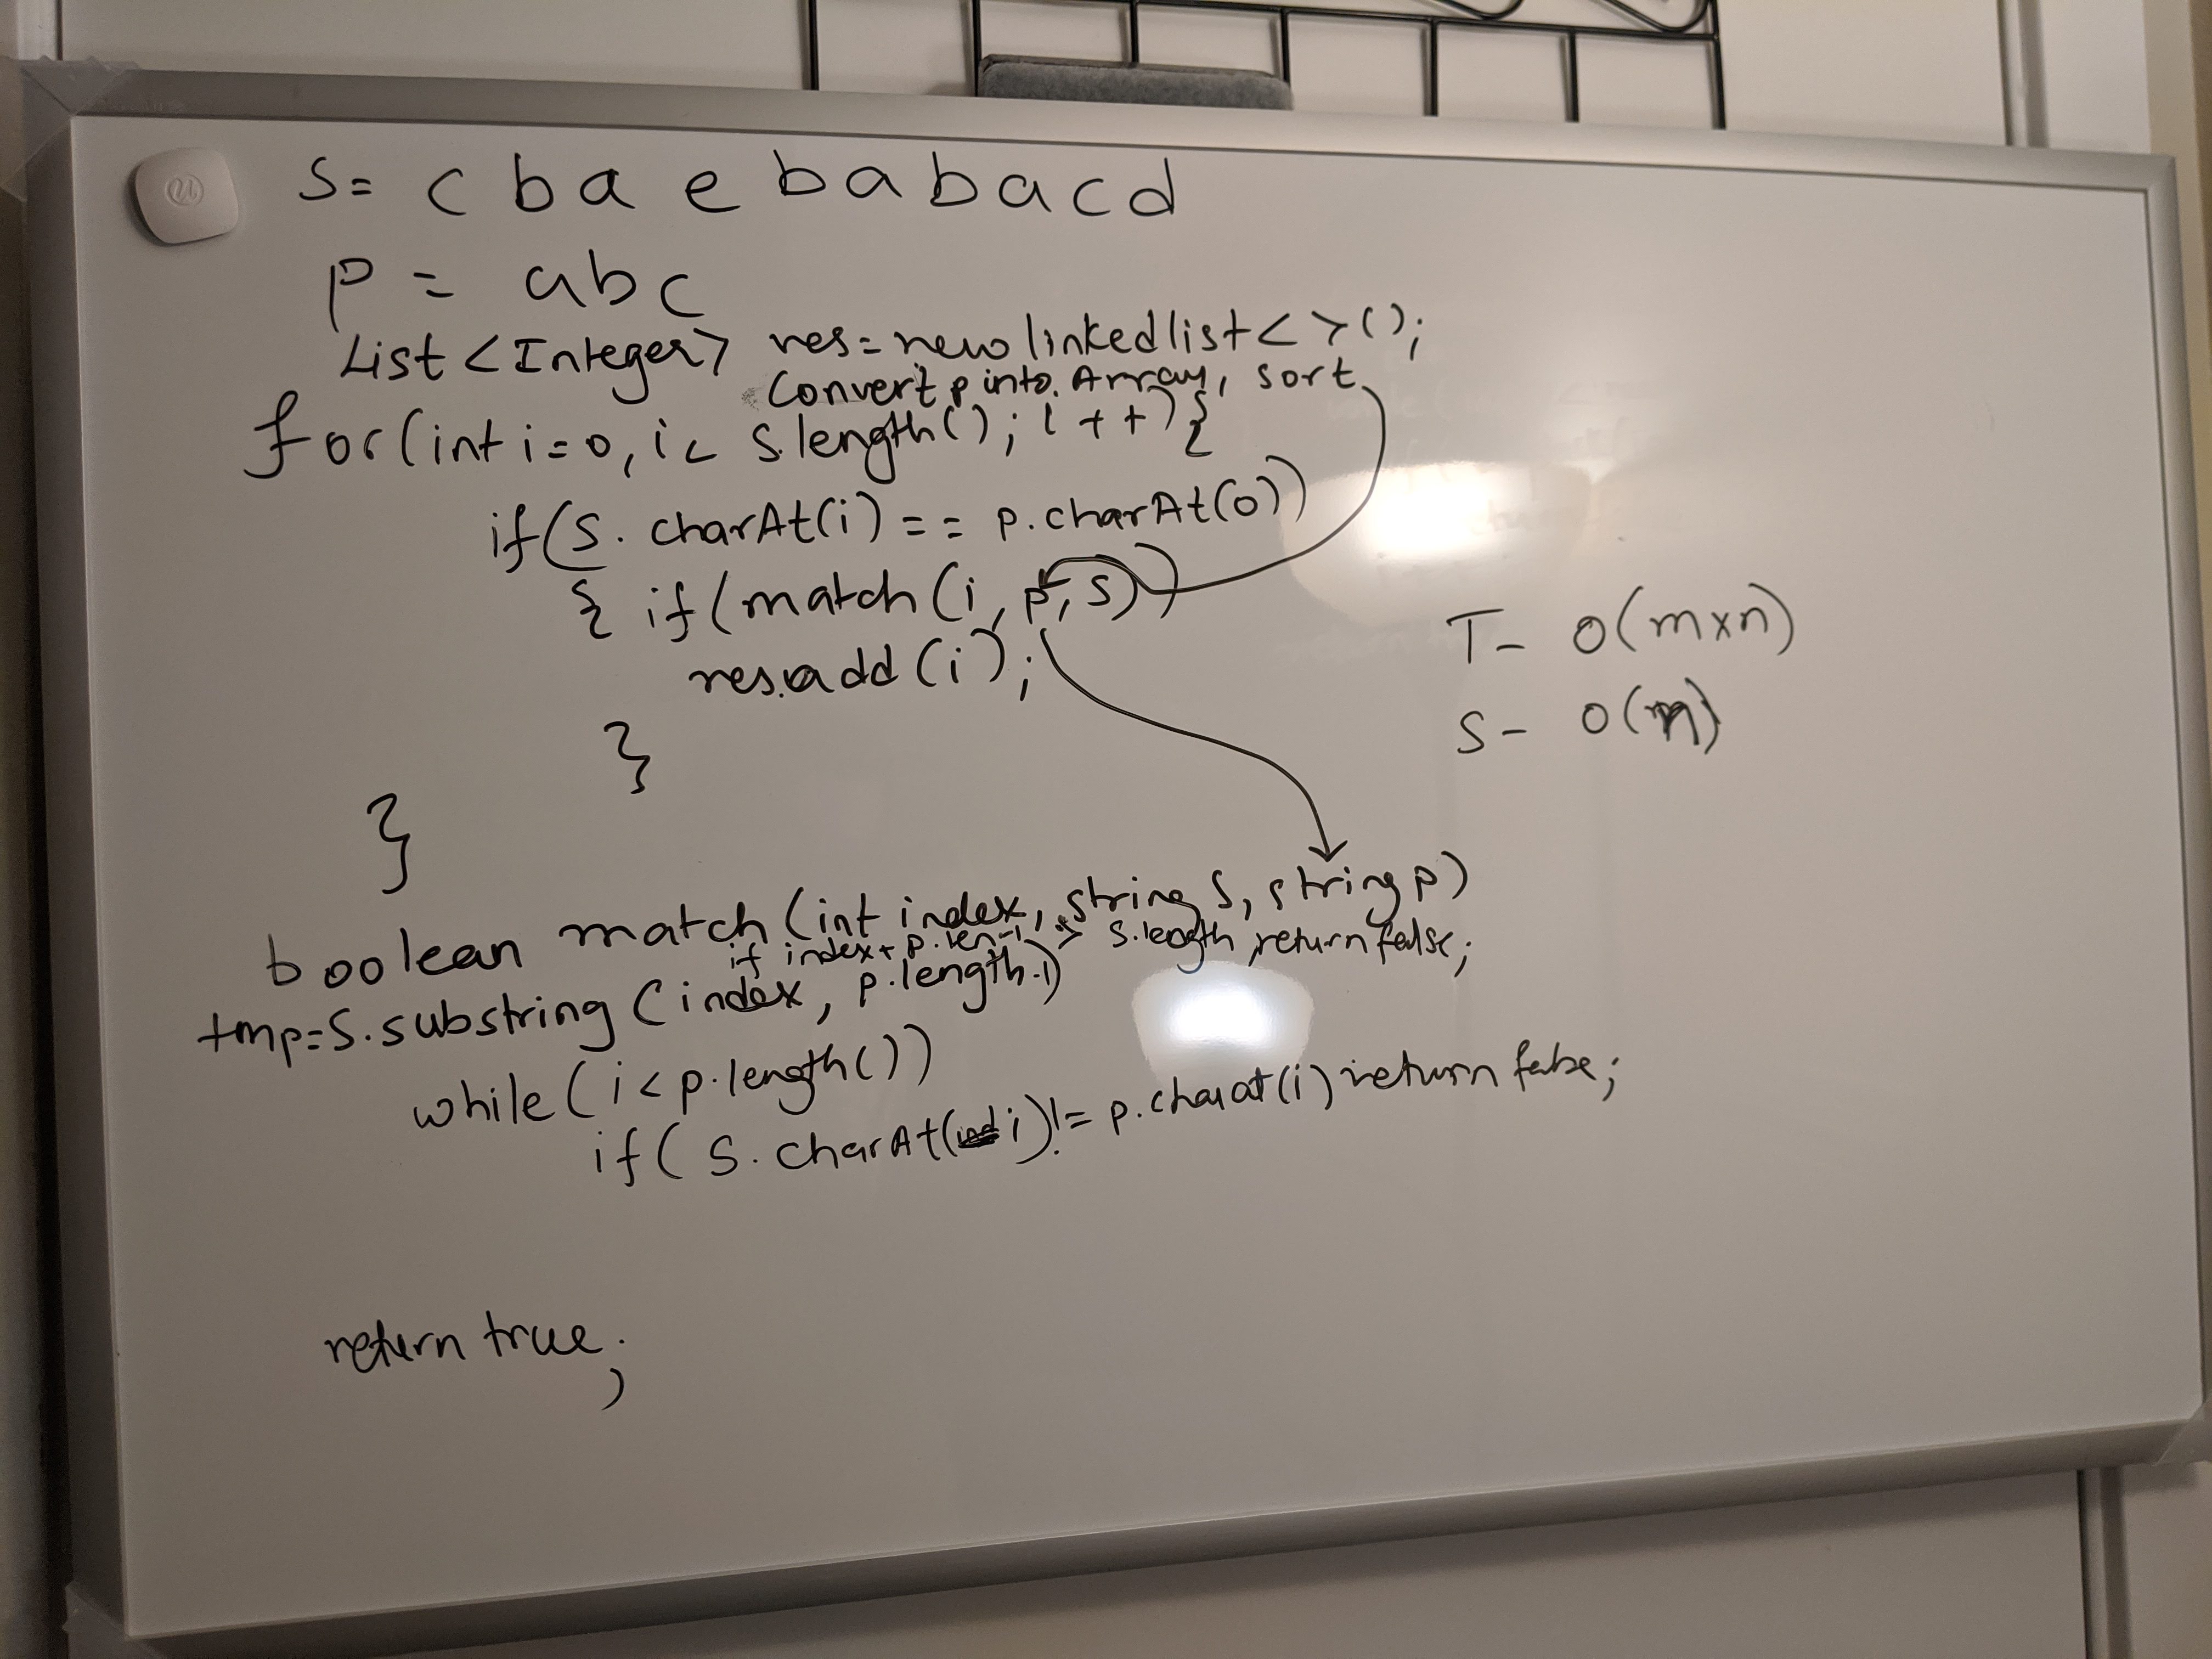 S= c b a e b a b a c d
P = abc
List <Integer> res = new linkedlist< >();
Convert p into Array, sort
for(int i=0, i< s.length(); i++){
if(S. charAt(i) == p.charAt(0))
{ if(match(i, p, s))
res.add(i);
}
}
T- O(m×n)
S- O(n)
boolean match(int index, string S, string p)
if index+ p.len-1 > s.length, return false;
tmp=S.substring(index, p.length-1)
while(i<p.length())
if( S. charAt(i)!= p.charat(i) return false;
return true;